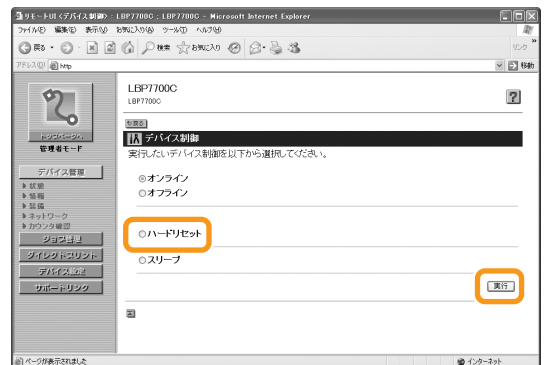 リモートUI <デバイス制御> : LBP7700C ; LBP7700C - Microsoft Internet Explorer
ファイル(F) 編集(E) 表示(V) お気に入り(A) ツール(T) ヘルプ(H)
戻る 検索 お気に入り リンク »
アドレス(D) http 移動
LBP7700C
LBP7700C
?
トップページへ
管理者モード
もどる
デバイス制御
実行したいデバイス制御を以下から選択してください。
デバイス管理
状態
情報
装備
ネットワーク
カウンタ確認
ジョブ管理
ダイレクトプリント
デバイス設定
サポートリンク
オンライン
オフライン
ハードリセット
スリープ
実行
ページが表示されました
インターネット